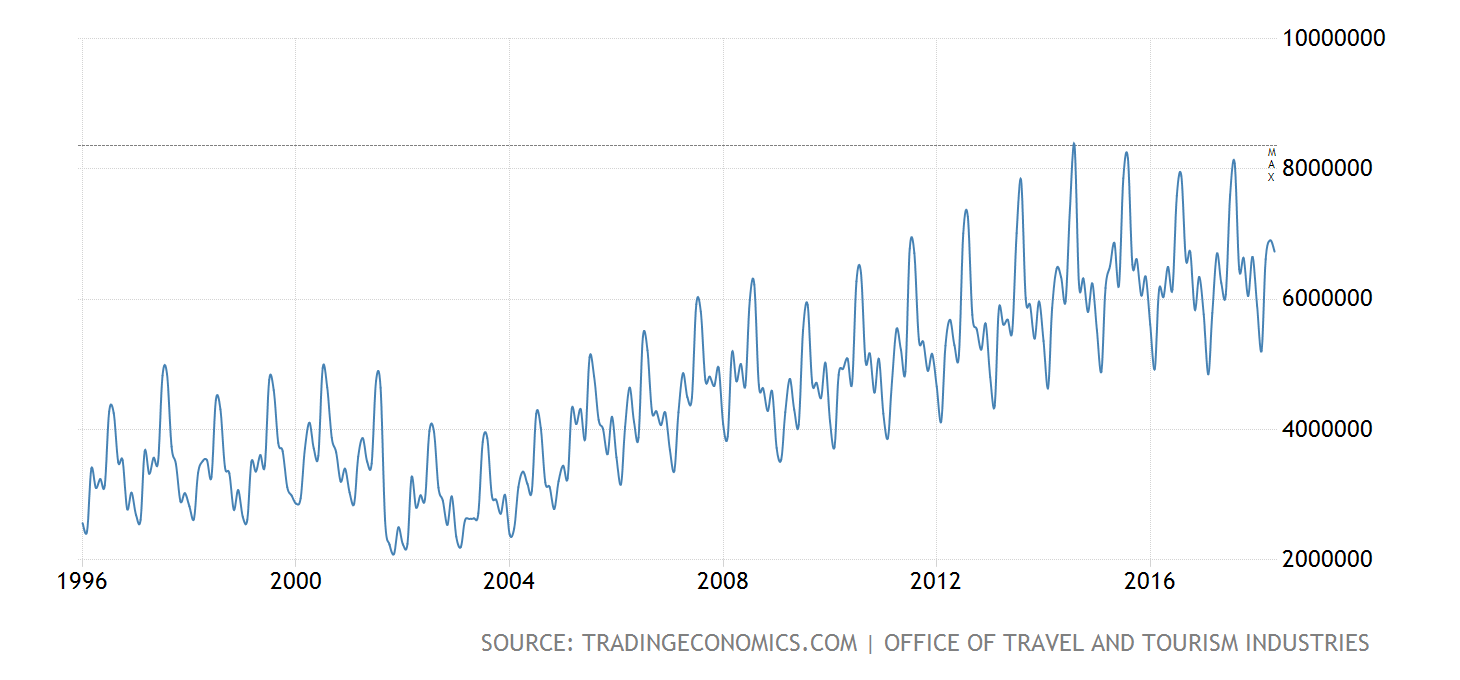 10000000
M
A
X
8000000
6000000
4000000
2000000
1996 2000 2004 2008 2012 2016
SOURCE: TRADINGECONOMICS.COM | OFFICE OF TRAVEL AND TOURISM INDUSTRIES